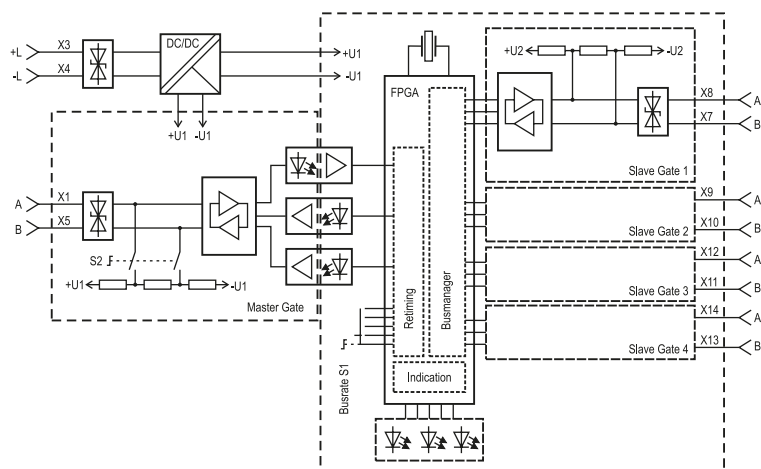 +L X3
-L X4
DC/DC
+U1
-U1
+U1 -U1
FPGA
+U2 -U2
X8 A
X7 B
Slave Gate 1
A X1
B X5
S2
+U1 -U1
Master Gate
X9 A
X10 B
Slave Gate 2
X12 A
X11 B
Slave Gate 3
X14 A
X13 B
Slave Gate 4
Retiming
Busmanager
Busrate S1
Indication